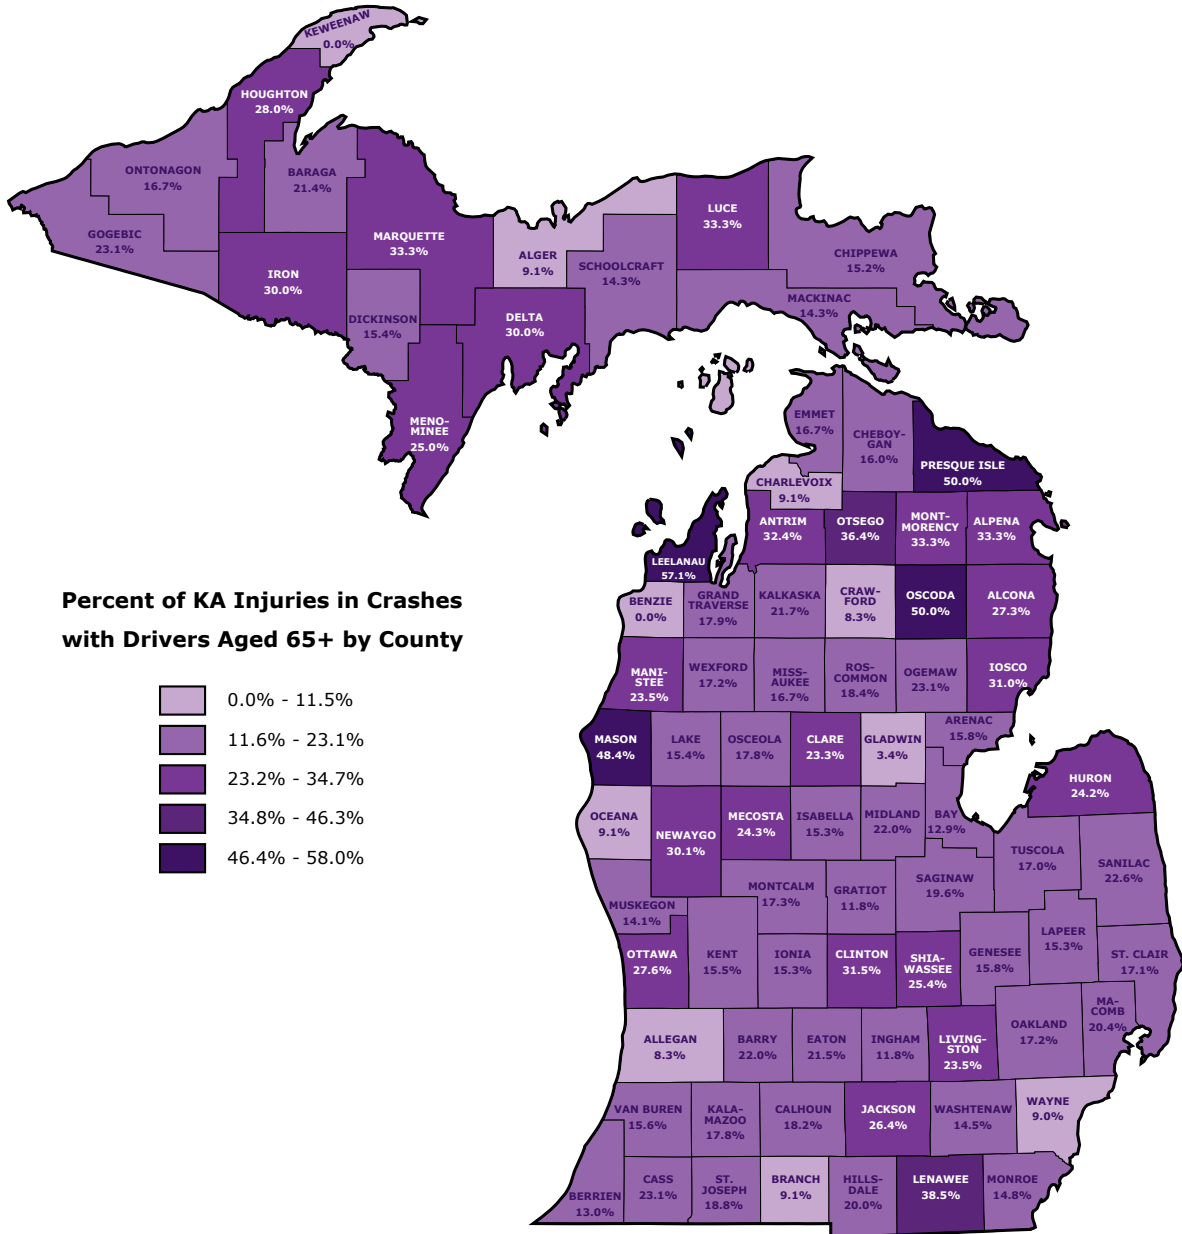 KEWEENAW
0.0%
HOUGHTON
28.0%
ONTONAGON
16.7%
BARAGA
21.4%
GOGEBIC
23.1%
MARQUETTE
33.3%
IRON
30.0%
DICKINSON
15.4%
ALGER
9.1%
LUCE
33.3%
SCHOOLCRAFT
14.3%
CHIPPEWA
15.2%
MACKINAC
14.3%
DELTA
30.0%
MENO-
MINEE
25.0%
EMMET
16.7%
CHEBOY-
GAN
16.0%
PRESQUE ISLE
50.0%
CHARLEVOIX
9.1%
ANTRIM
32.4%
OTSEGO
36.4%
MONT-
MORENCY
33.3%
ALPENA
33.3%
LEELANAU
57.1%
Percent of KA Injuries in Crashes
with Drivers Aged 65+ by County
0.0% - 11.5%
11.6% - 23.1%
23.2% - 34.7%
34.8% - 46.3%
46.4% - 58.0%
BENZIE
0.0%
GRAND
TRAVERSE
17.9%
KALKASKA
21.7%
CRAW-
FORD
8.3%
OSCODA
50.0%
ALCONA
27.3%
MANI-
STEE
23.5%
WEXFORD
17.2%
MISS-
AUKEE
16.7%
ROS-
COMMON
18.4%
OGEMAW
23.1%
IOSCO
31.0%
MASON
48.4%
LAKE
15.4%
OSCEOLA
17.8%
CLARE
23.3%
GLADWIN
3.4%
ARENAC
15.8%
HURON
24.2%
OCEANA
9.1%
NEWAYGO
30.1%
MECOSTA
24.3%
ISABELLA
15.3%
MIDLAND
22.0%
BAY
12.9%
TUSCOLA
17.0%
SANILAC
22.6%
MUSKEGON
14.1%
MONTCALM
17.3%
GRATIOT
11.8%
SAGINAW
19.6%
OTTAWA
27.6%
KENT
15.5%
IONIA
15.3%
CLINTON
31.5%
SHIA-
WASSEE
25.4%
GENESEE
15.8%
LAPEER
15.3%
ST. CLAIR
17.1%
ALLEGAN
8.3%
BARRY
22.0%
EATON
21.5%
INGHAM
11.8%
LIVING-
STON
23.5%
OAKLAND
17.2%
MA-
COMB
20.4%
VAN BUREN
15.6%
KALA-
MAZOO
17.8%
CALHOUN
18.2%
JACKSON
26.4%
WASHTENAW
14.5%
WAYNE
9.0%
BERRIEN
13.0%
CASS
23.1%
ST.
JOSEPH
18.8%
BRANCH
9.1%
HILLS-
DALE
20.0%
LENAWEE
38.5%
MONROE
14.8%